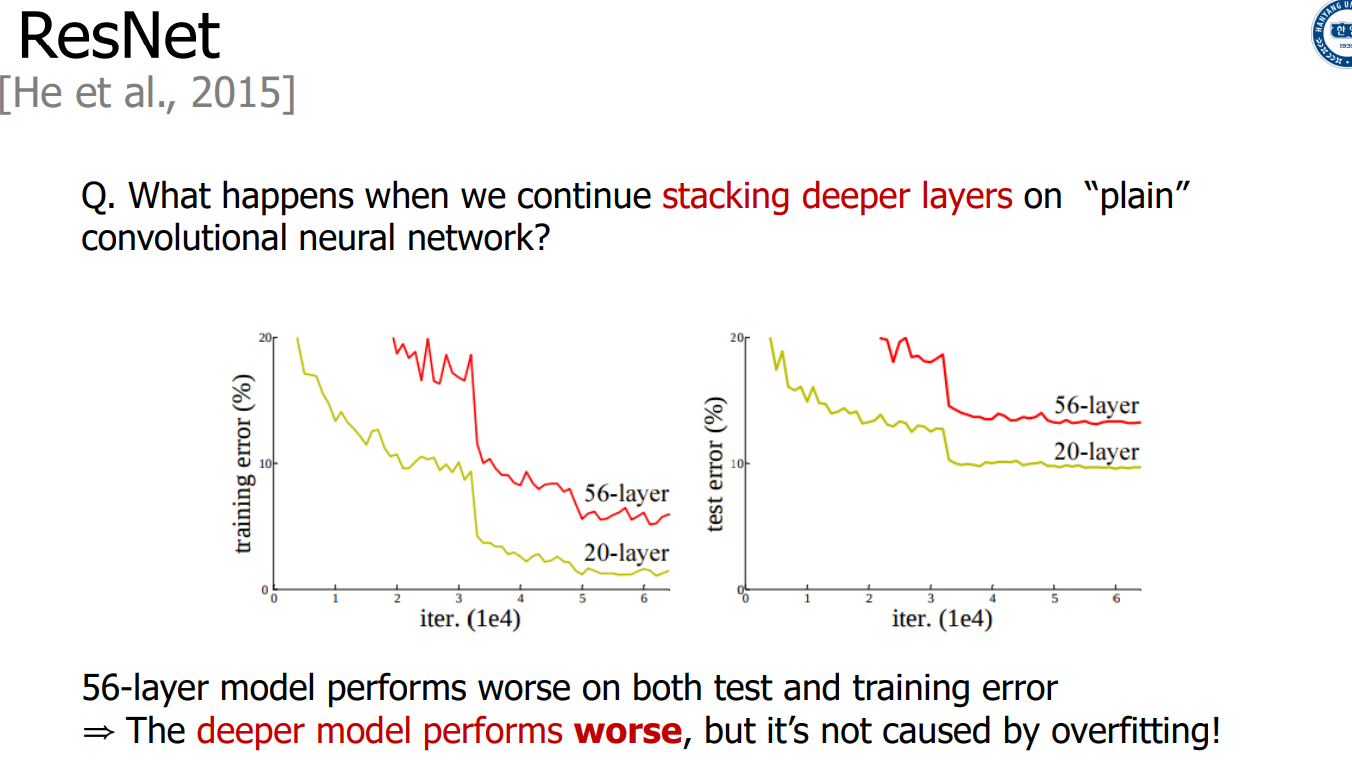 ResNet
[He et al., 2015]
HANYANG U
한
1939
Q. What happens when we continue stacking deeper layers on “plain”
convolutional neural network?
20
10
0
training error (%)
56-layer
20-layer
0 1 2 3 4 5 6
iter. (1e4)
20
10
0
test error (%)
56-layer
20-layer
0 1 2 3 4 5 6
iter. (1e4)
56-layer model performs worse on both test and training error
⇒ The deeper model performs worse, but it’s not caused by overfitting!